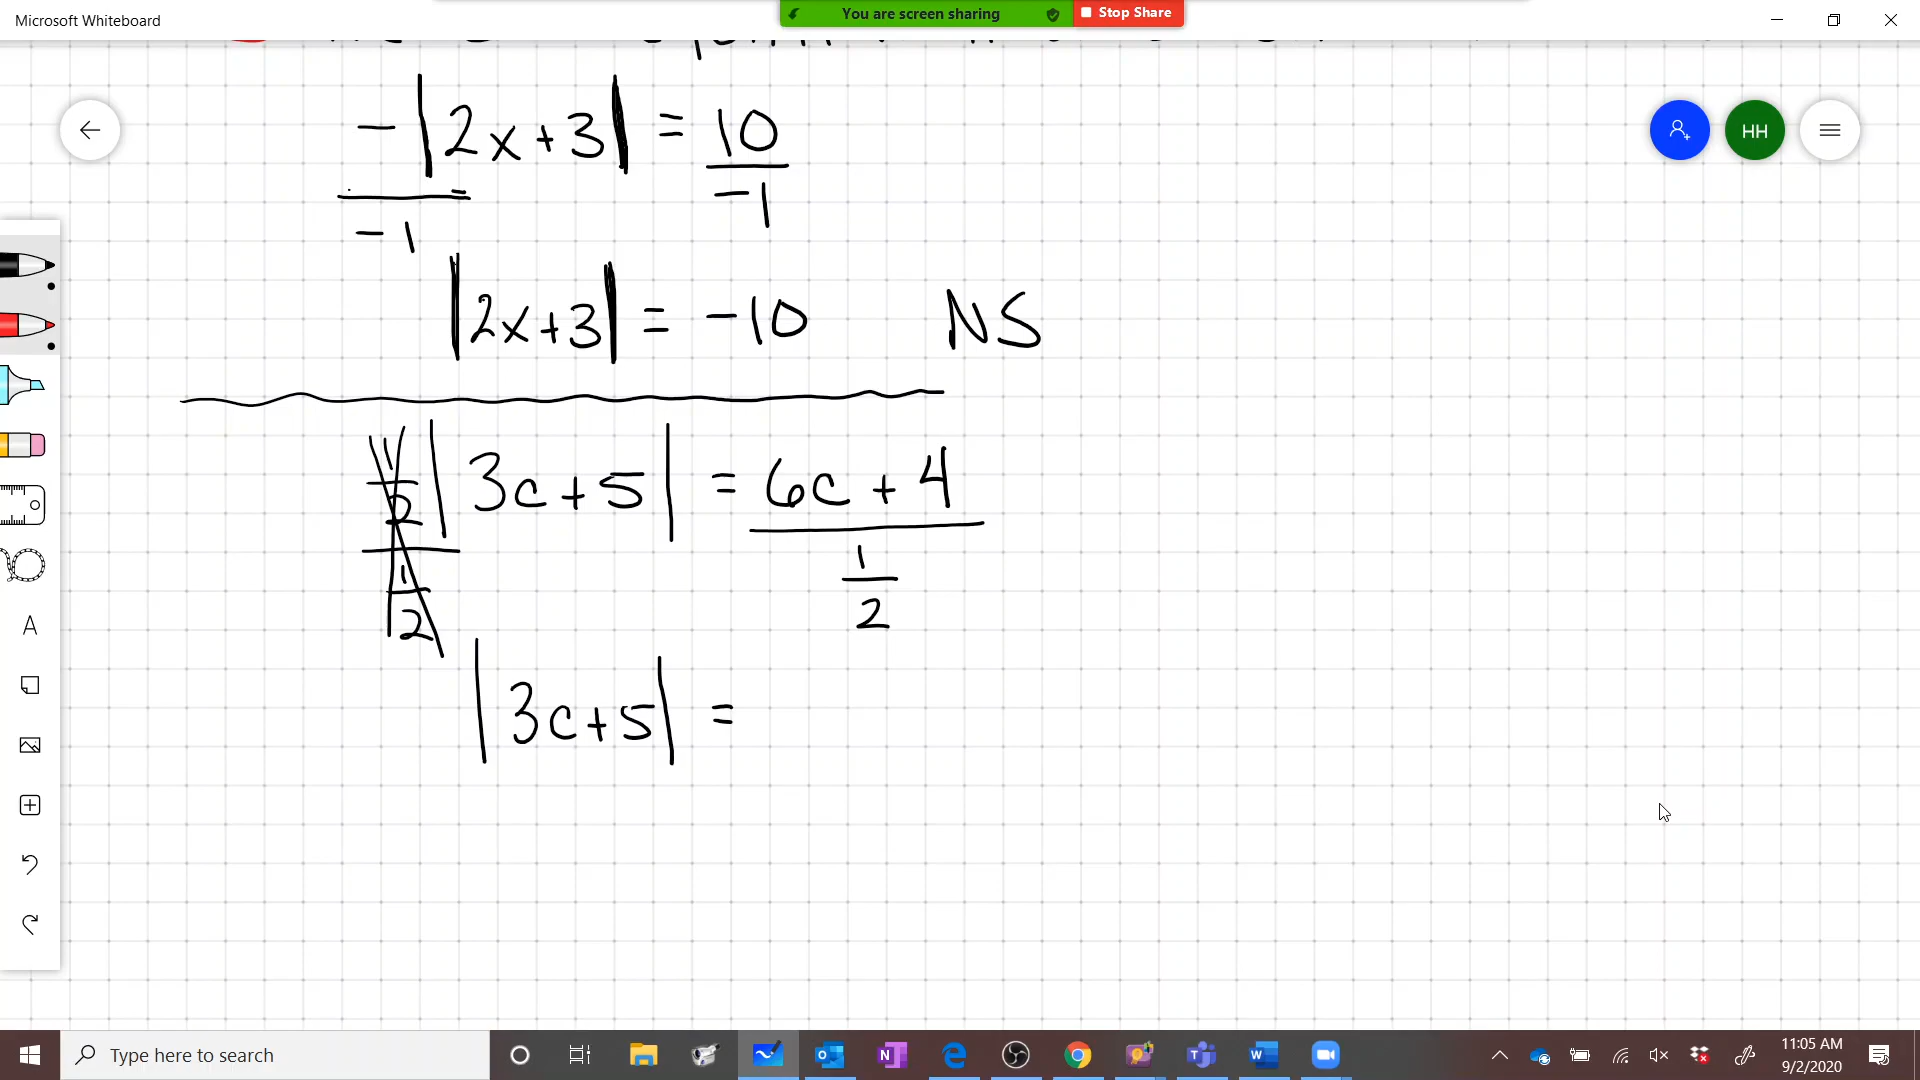 Microsoft Whiteboard
You are screen sharing
Stop Share
-|2x+3| = 10
-1
-1
HH
|2x+3| = -10 NS
1/2 |3c+5| = 6c+4
1/2
1/2
|3c+5| =
Type here to search
11:05 AM
9/2/2020